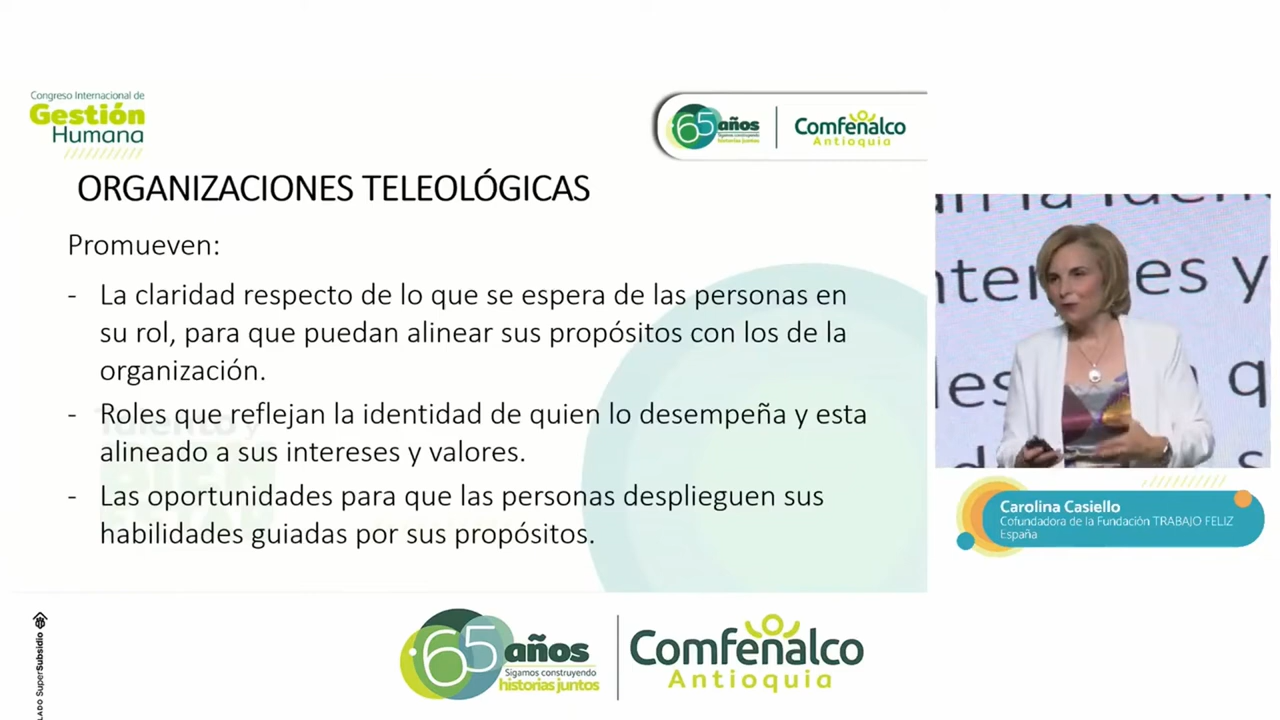 Congreso Internacional de
Gestión
Humana
65 años
Sigamos construyendo
historias juntos
Comfenalco
Antioquia
ORGANIZACIONES TELEOLÓGICAS
Promueven:
- La claridad respecto de lo que se espera de las personas en
su rol, para que puedan alinear sus propósitos con los de la
organización.
- Roles que reflejan la identidad de quien lo desempeña y esta
alineado a sus intereses y valores.
- Las oportunidades para que las personas desplieguen sus
habilidades guiadas por sus propósitos.
Carolina Casiello
Cofundadora de la Fundación TRABAJO FELIZ
España
65 años
Sigamos construyendo
historias juntos
Comfenalco
Antioquia
SuperSubsidio